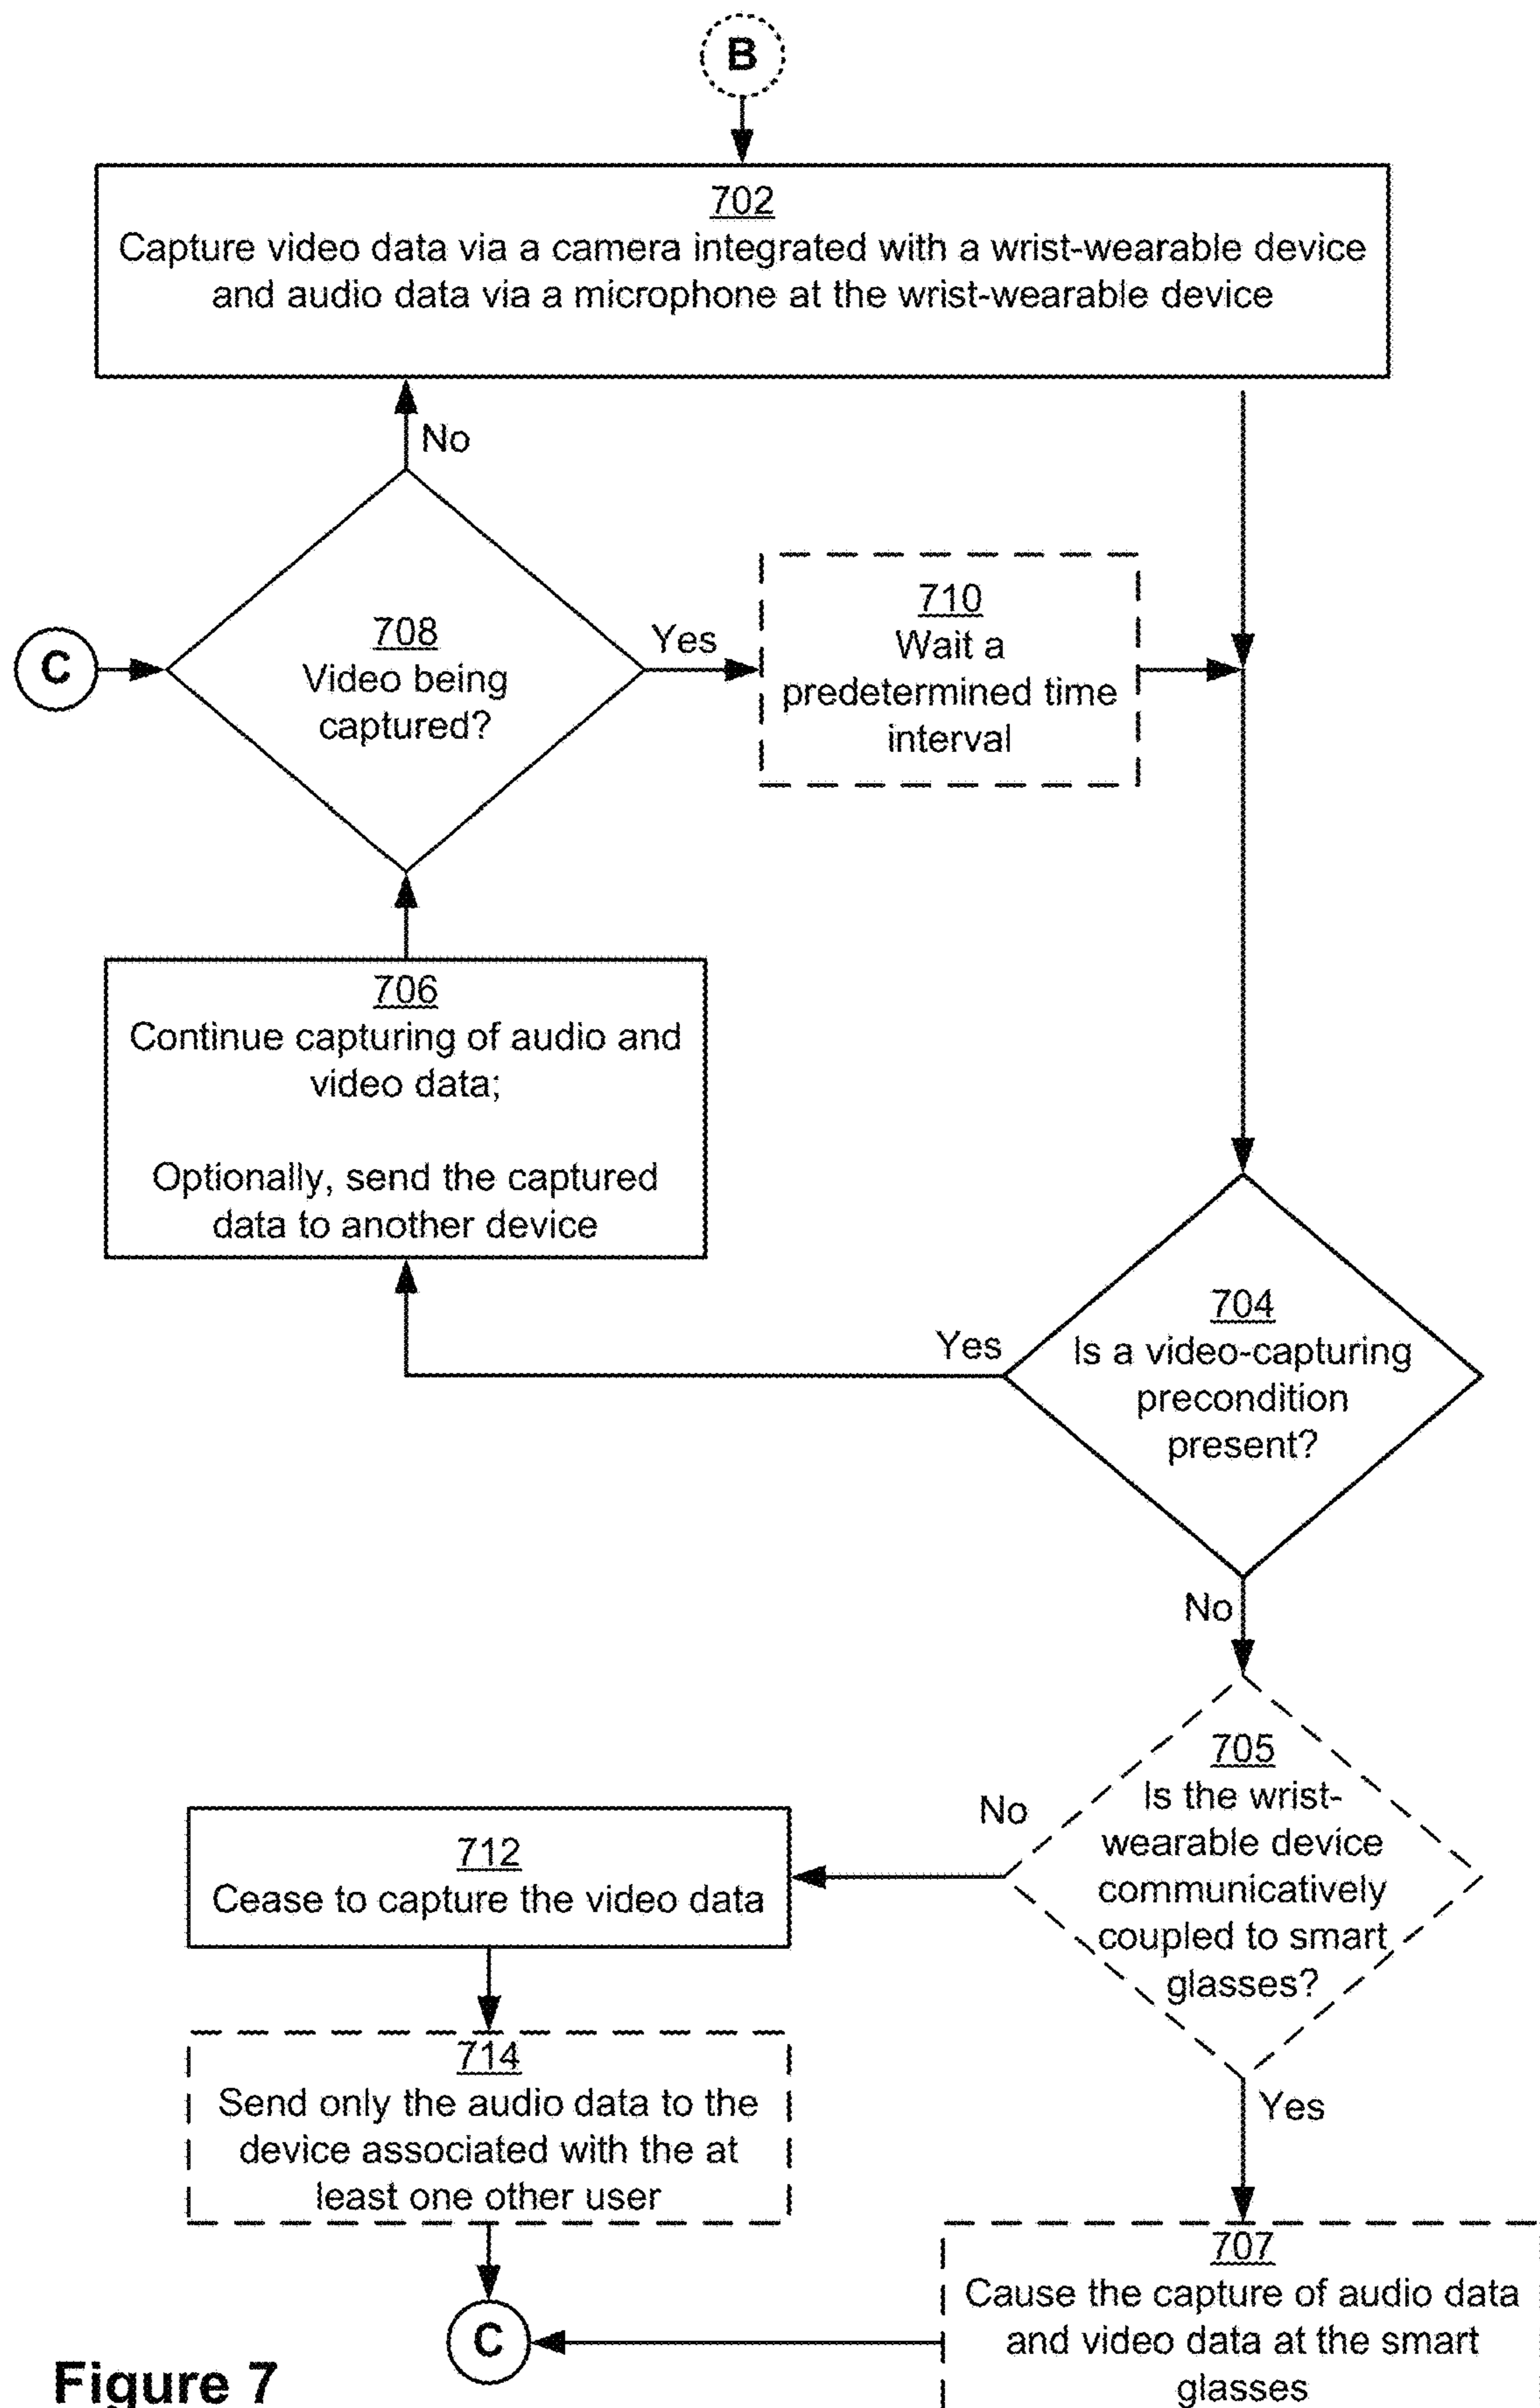 B
702
Capture video data via a camera integrated with a wrist-wearable device
and audio data via a microphone at the wrist-wearable device
No
C
708
Video being
captured?
Yes
710
Wait a
predetermined time
interval
706
Continue capturing of audio and
video data;
Optionally, send the captured
data to another device
Yes
704
Is a video-capturing
precondition
present?
No
705
Is the wrist-
wearable device
communicatively
coupled to smart
glasses?
No
712
Cease to capture the video data
714
Send only the audio data to the
device associated with the at
least one other user
Yes
707
Cause the capture of audio data
and video data at the smart
glasses
C
Figure 7